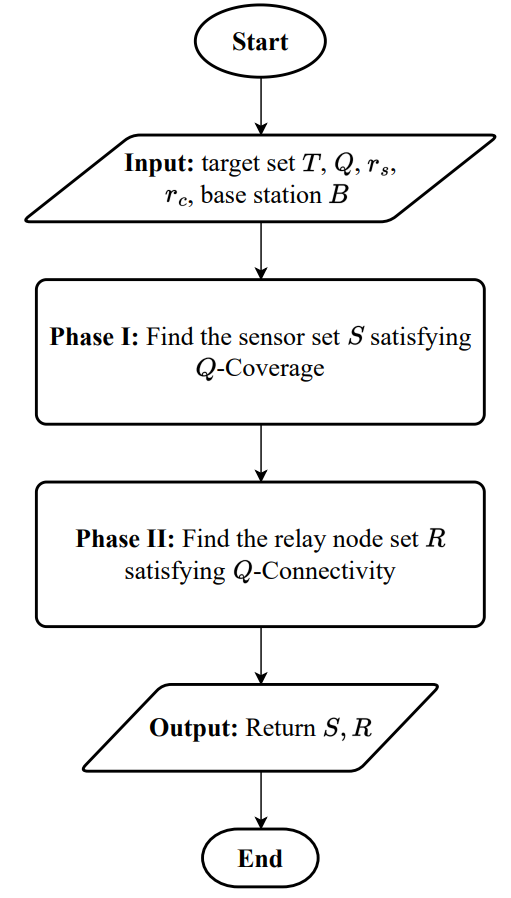 Start
Input: target set T, Q, rₛ,
r_c, base station B
Phase I: Find the sensor set S satisfying
Q-Coverage
Phase II: Find the relay node set R
satisfying Q-Connectivity
Output: Return S, R
End